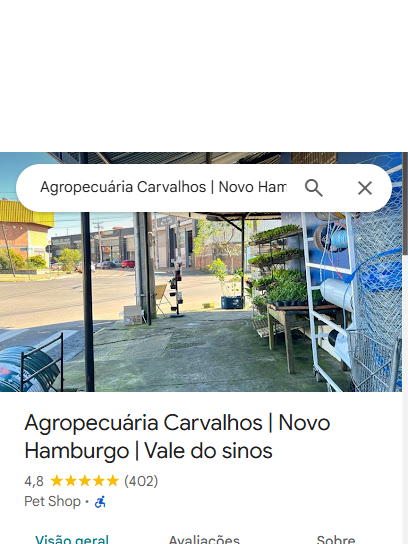 Agropecuária Carvalhos | Novo Ham
Agropecuária Carvalhos | Novo
Hamburgo | Vale do sinos
4,8 (402)
Pet Shop ·
Visão geral Avaliações Sobre